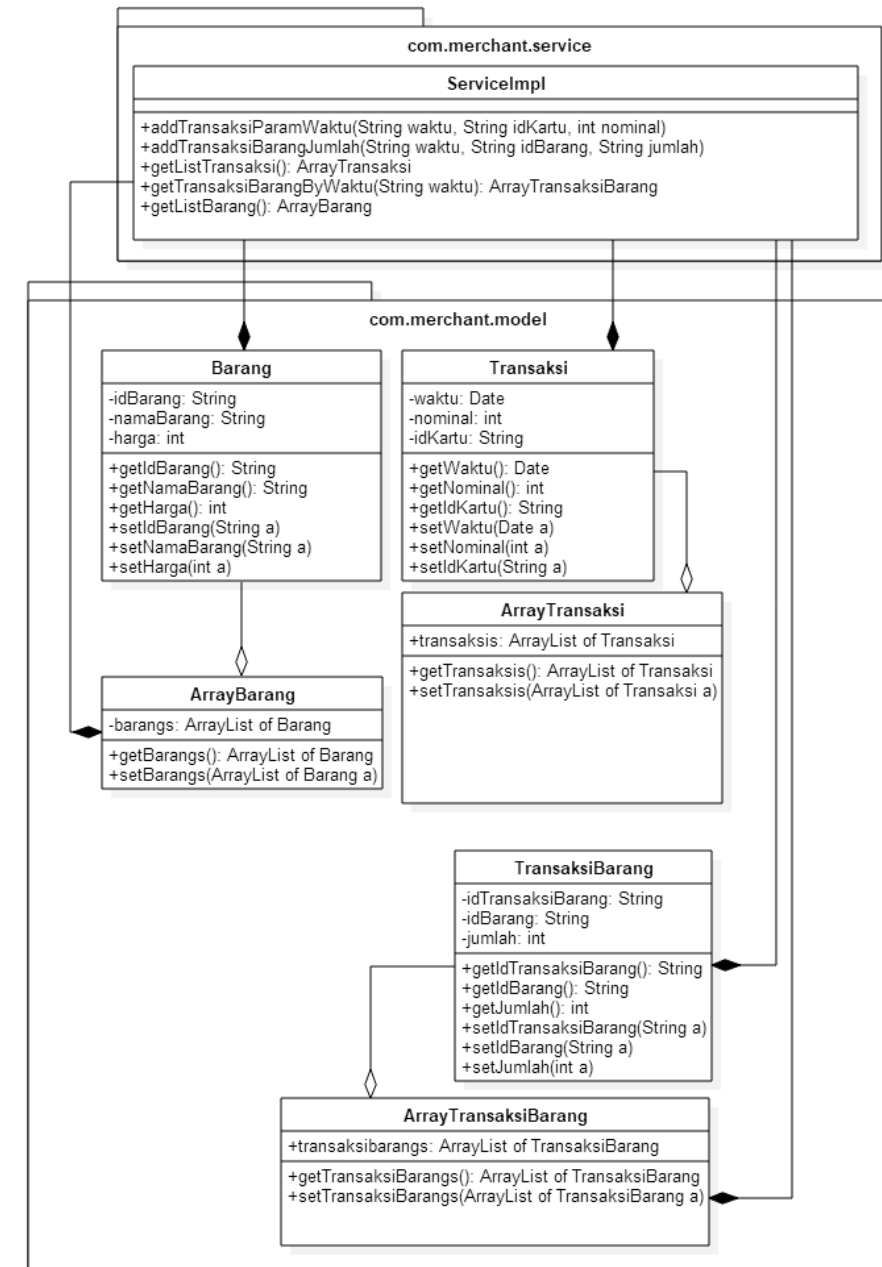 com.merchant.service
ServiceImpl
+addTransaksiParamWaktu(String waktu, String idKartu, int nominal)
+addTransaksiBarangJumlah(String waktu, String idBarang, String jumlah)
+getListTransaksi(): ArrayTransaksi
+getTransaksiBarangByWaktu(String waktu): ArrayTransaksiBarang
+getListBarang(): ArrayBarang
com.merchant.model
Barang
-idBarang: String
-namaBarang: String
-harga: int
+getIdBarang(): String
+getNamaBarang(): String
+getHarga(): int
+setIdBarang(String a)
+setNamaBarang(String a)
+setHarga(int a)
Transaksi
-waktu: Date
-nominal: int
-idKartu: String
+getWaktu(): Date
+getNominal(): int
+getIdKartu(): String
+setWaktu(Date a)
+setNominal(int a)
+setIdKartu(String a)
ArrayTransaksi
+transaksis: ArrayList of Transaksi
+getTransaksis(): ArrayList of Transaksi
+setTransaksis(ArrayList of Transaksi a)
ArrayBarang
-barangs: ArrayList of Barang
+getBarangs(): ArrayList of Barang
+setBarangs(ArrayList of Barang a)
TransaksiBarang
-idTransaksiBarang: String
-idBarang: String
-jumlah: int
+getIdTransaksiBarang(): String
+getIdBarang(): String
+getJumlah(): int
+setIdTransaksiBarang(String a)
+setIdBarang(String a)
+setJumlah(int a)
ArrayTransaksiBarang
+transaksibarangs: ArrayList of TransaksiBarang
+getTransaksiBarangs(): ArrayList of TransaksiBarang
+setTransaksiBarangs(ArrayList of TransaksiBarang a)